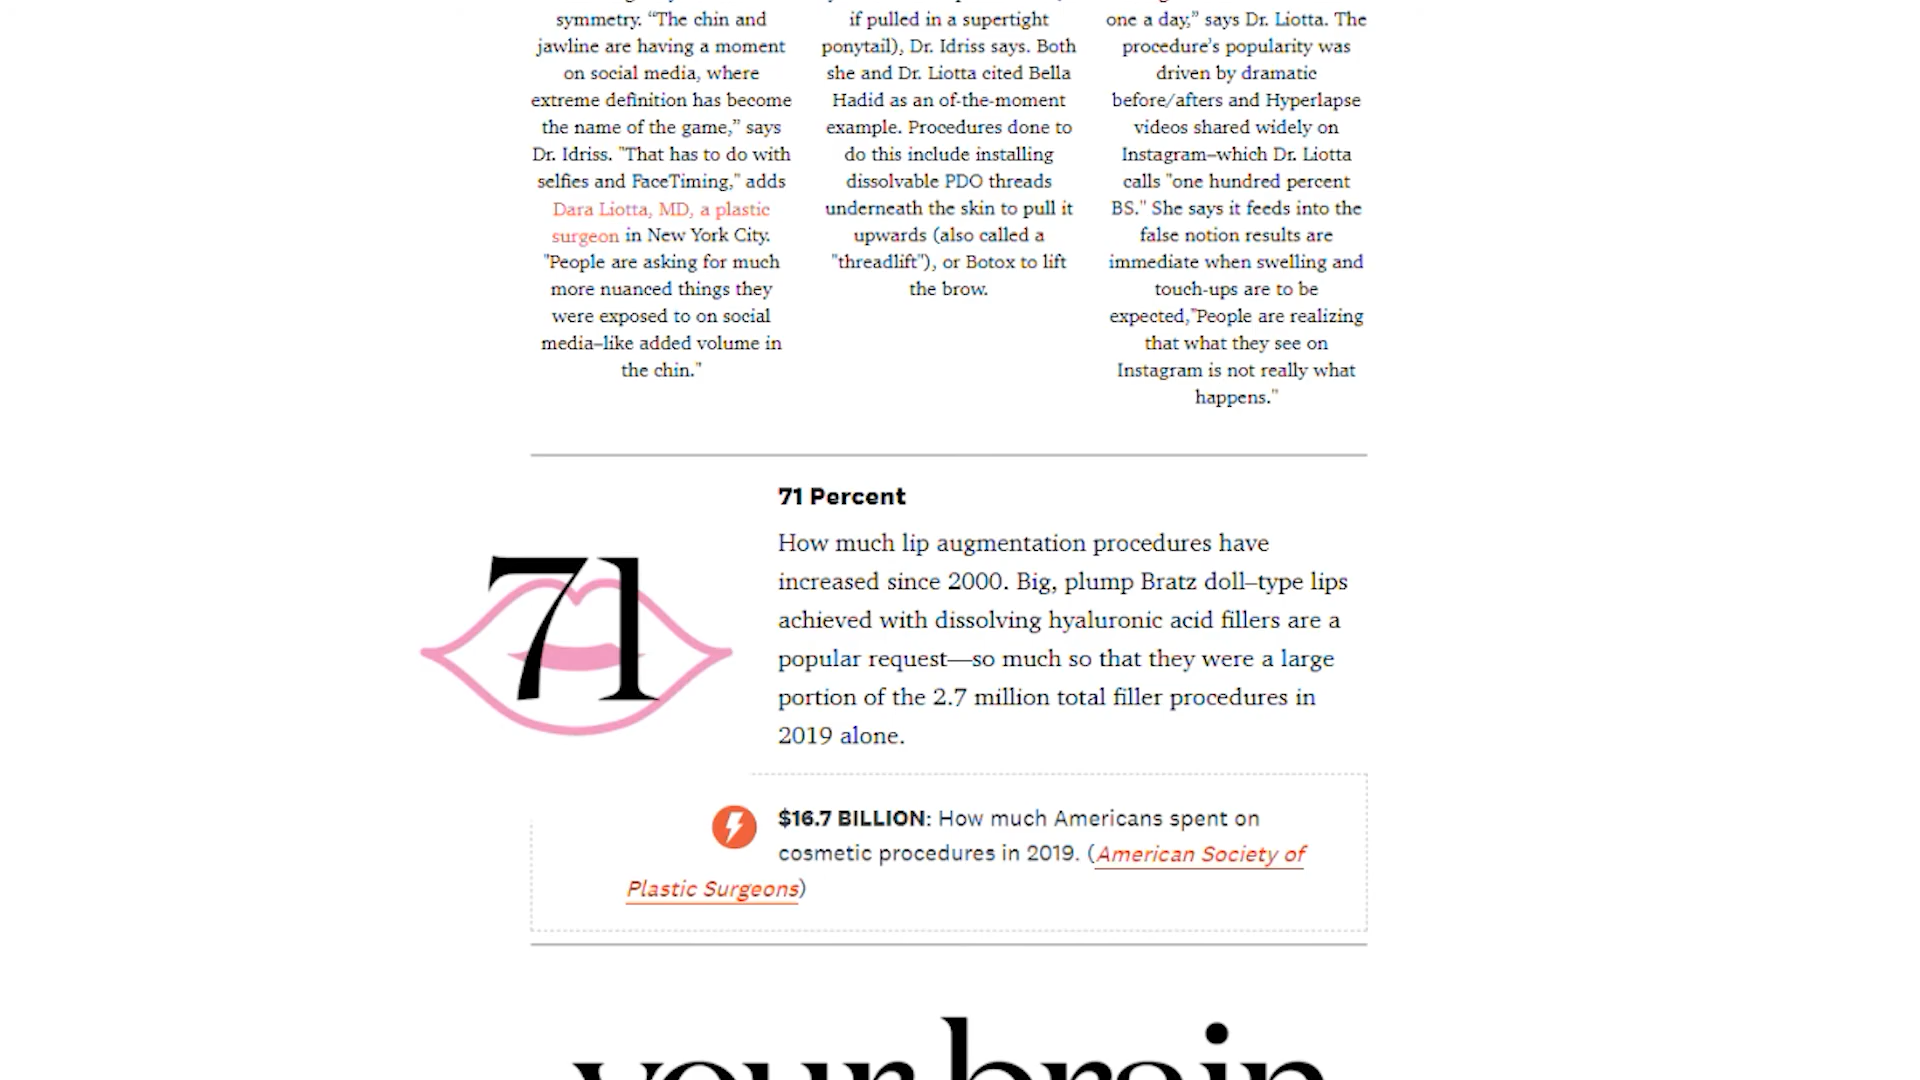 symmetry. “The chin and
jawline are having a moment
on social media, where
extreme definition has become
the name of the game,” says
Dr. Idriss. "That has to do with
selfies and FaceTiming," adds
Dara Liotta, MD, a plastic
surgeon in New York City.
"People are asking for much
more nuanced things they
were exposed to on social
media–like added volume in
the chin."
if pulled in a supertight
ponytail), Dr. Idriss says. Both
she and Dr. Liotta cited Bella
Hadid as an of-the-moment
example. Procedures done to
do this include installing
dissolvable PDO threads
underneath the skin to pull it
upwards (also called a
"threadlift"), or Botox to lift
the brow.
one a day,” says Dr. Liotta. The
procedure’s popularity was
driven by dramatic
before/afters and Hyperlapse
videos shared widely on
Instagram–which Dr. Liotta
calls "one hundred percent
BS." She says it feeds into the
false notion results are
immediate when swelling and
touch-ups are to be
expected,"People are realizing
that what they see on
Instagram is not really what
happens."
71
71 Percent
How much lip augmentation procedures have
increased since 2000. Big, plump Bratz doll–type lips
achieved with dissolving hyaluronic acid fillers are a
popular request—so much so that they were a large
portion of the 2.7 million total filler procedures in
2019 alone.
$16.7 BILLION: How much Americans spent on
cosmetic procedures in 2019. (American Society of
Plastic Surgeons)
your brain